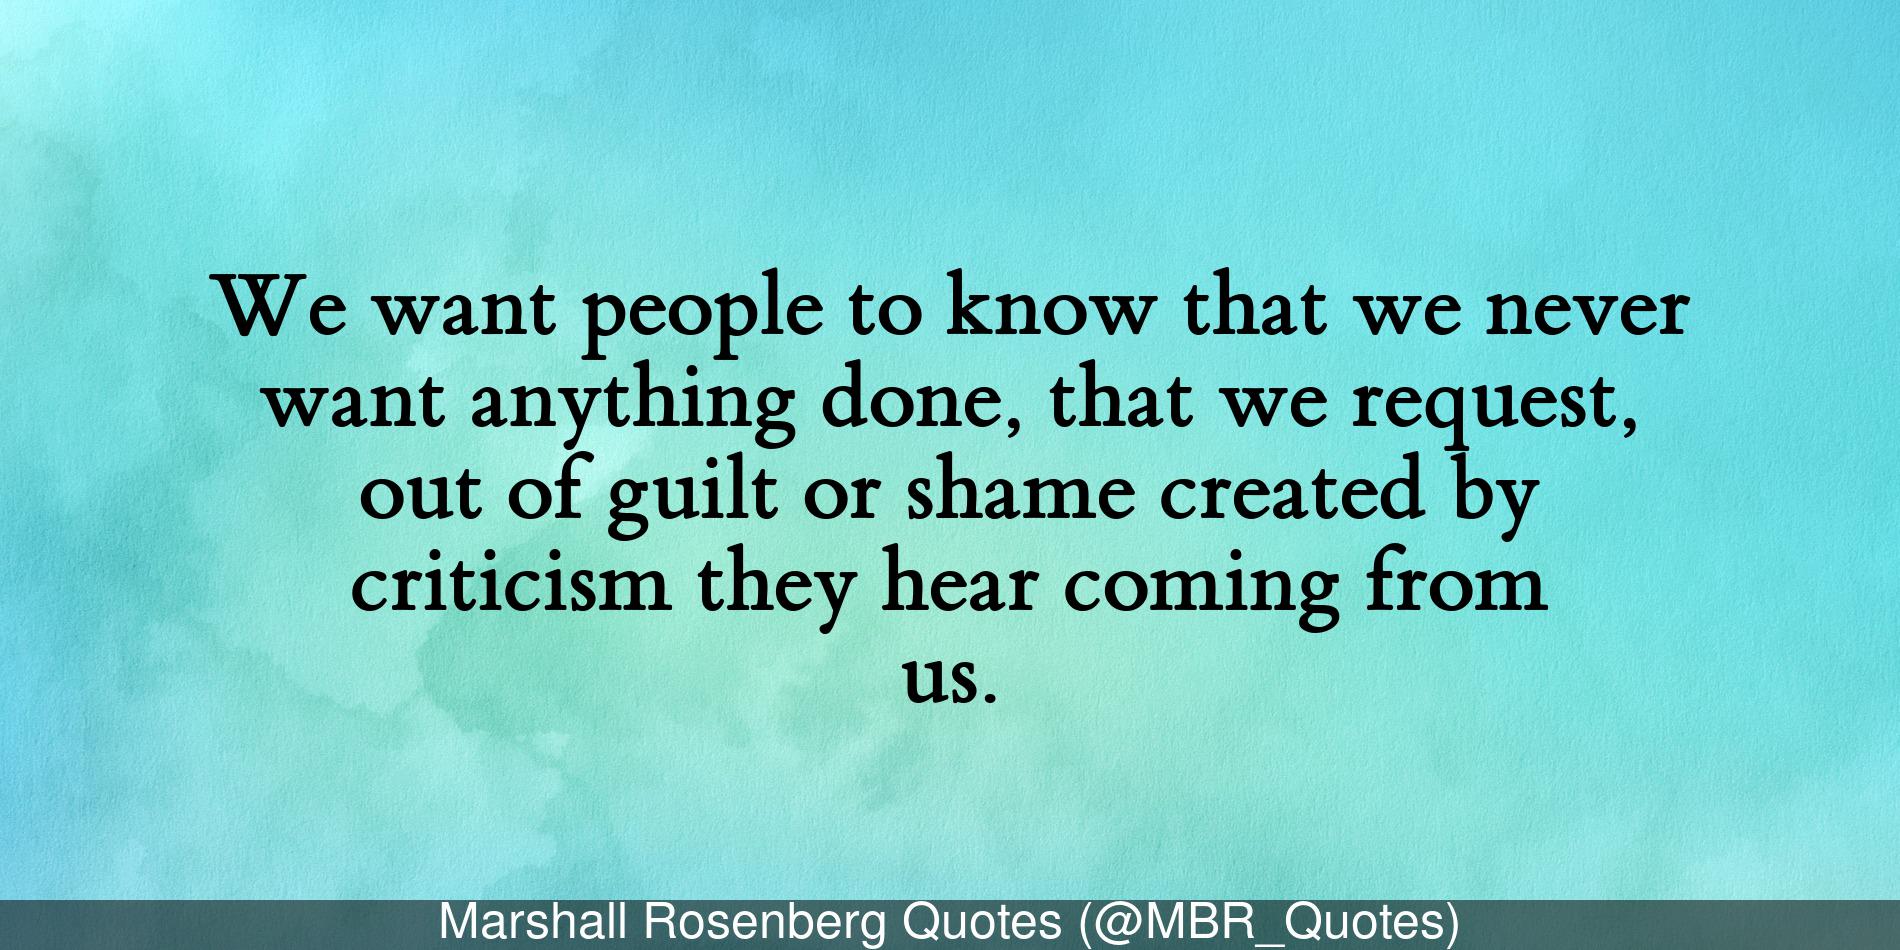 We want people to know that we never
want anything done, that we request,
out of guilt or shame created by
criticism they hear coming from
us.
Marshall Rosenberg Quotes (@MBR_Quotes)